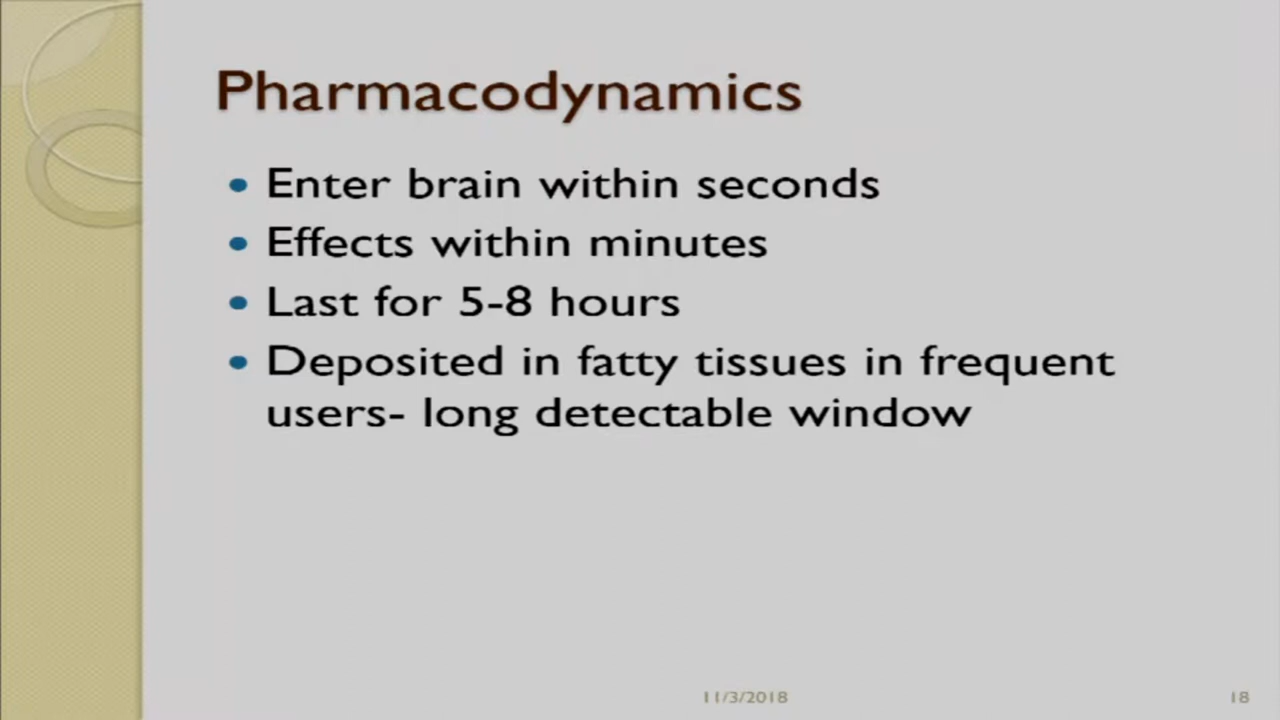 Pharmacodynamics
Enter brain within seconds
Effects within minutes
Last for 5-8 hours
Deposited in fatty tissues in frequent
users- long detectable window
11/3/2018
18